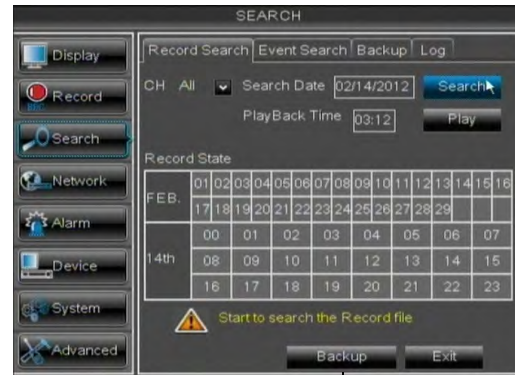 SEARCH
Display
Record
Search
Network
Alarm
Device
System
Advanced
Record Search Event Search Backup Log
CH All Search Date 02/14/2012 Search
PlayBack Time 03:12 Play
Record State
FEB. 01 02 03 04 05 06 07 08 09 10 11 12 13 14 15 16
17 18 19 20 21 22 23 24 25 26 27 28 29
14th 00 01 02 03 04 05 06 07
08 09 10 11 12 13 14 15
16 17 18 19 20 21 22 23
Start to search the Record file
Backup Exit